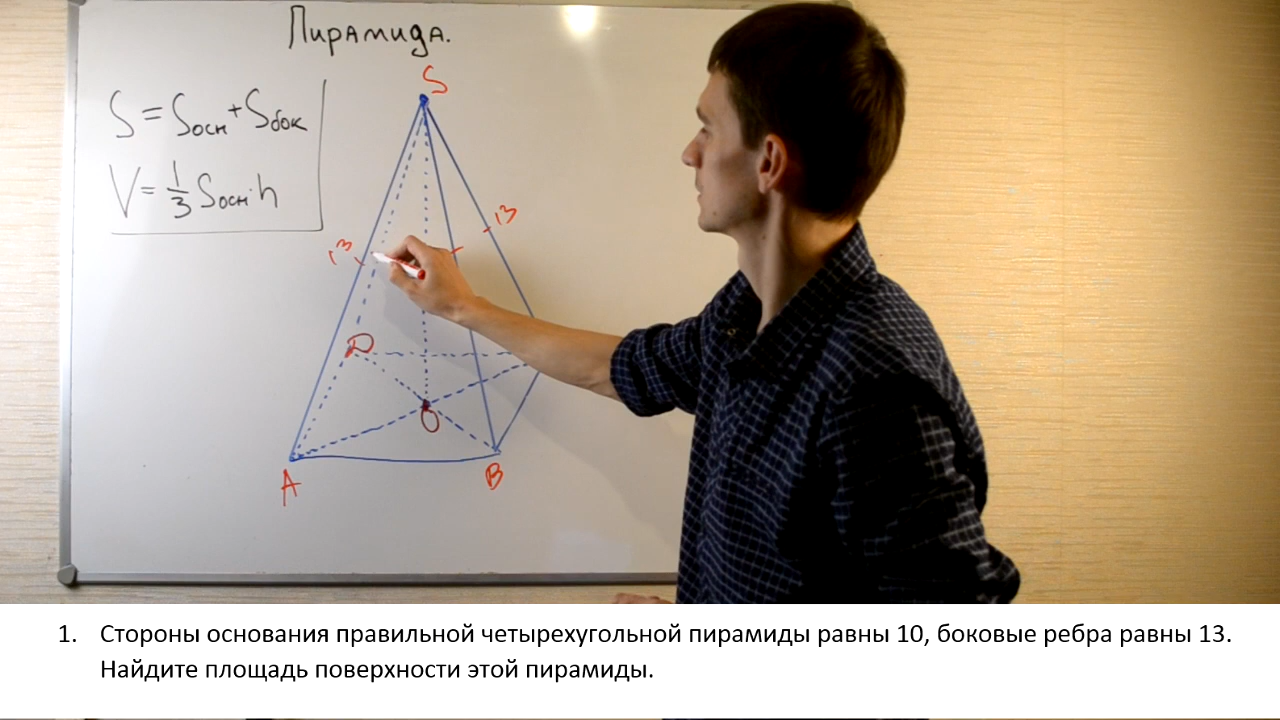 Пирамида.
S = Sосн + Sбок
V = 1/3 Sосн · h
S
13
13
D
O
A
B
1. Стороны основания правильной четырехугольной пирамиды равны 10, боковые ребра равны 13.
Найдите площадь поверхности этой пирамиды.